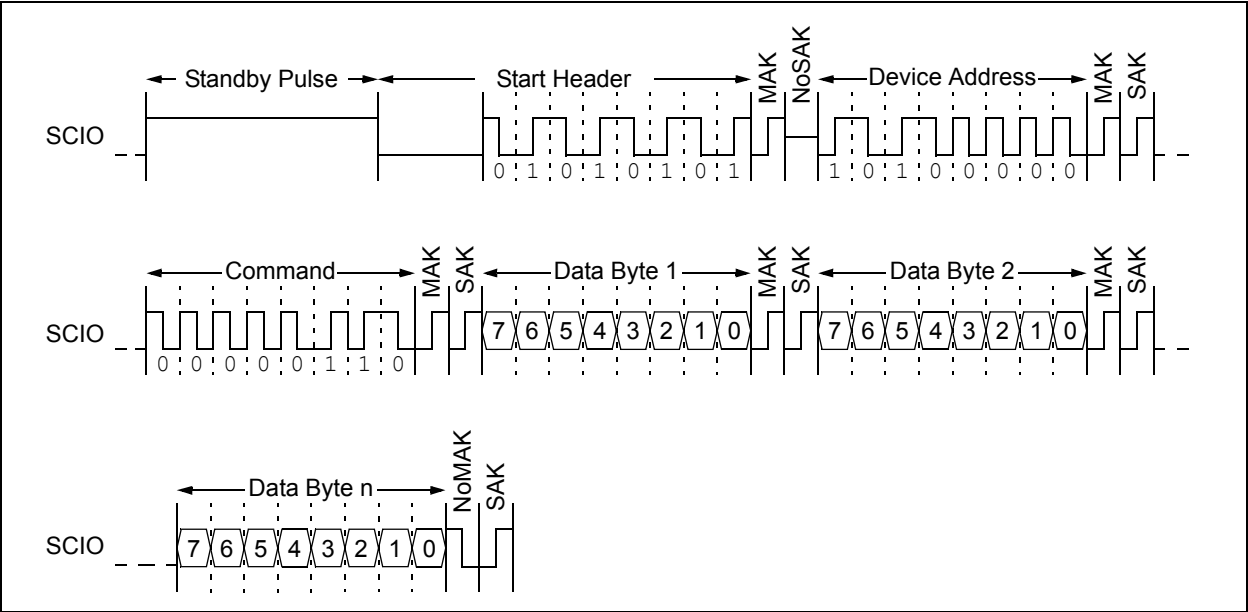 Standby Pulse Start Header MAK NoSAK Device Address MAK SAK
SCIO
0 1 0 1 0 1 0 1 1 0 1 0 0 0 0 0
Command MAK SAK Data Byte 1 MAK SAK Data Byte 2 MAK SAK
SCIO 7 6 5 4 3 2 1 0 7 6 5 4 3 2 1 0
0 0 0 0 0 1 1 0
Data Byte n NoMAK SAK
SCIO 7 6 5 4 3 2 1 0